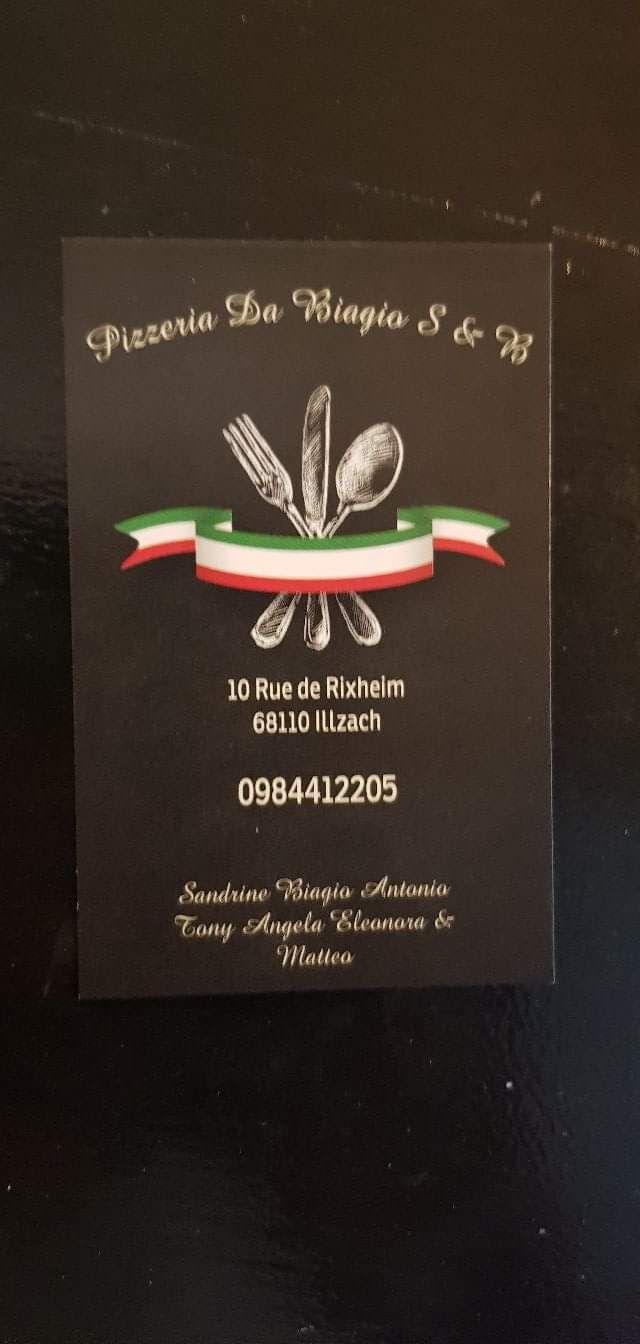 Pizzeria Da Biagio S & B
10 Rue de Rixheim
68110 Illzach
0984412205
Sandrine Biagio Antonio
Tony Angela Eleonora &
Matteo